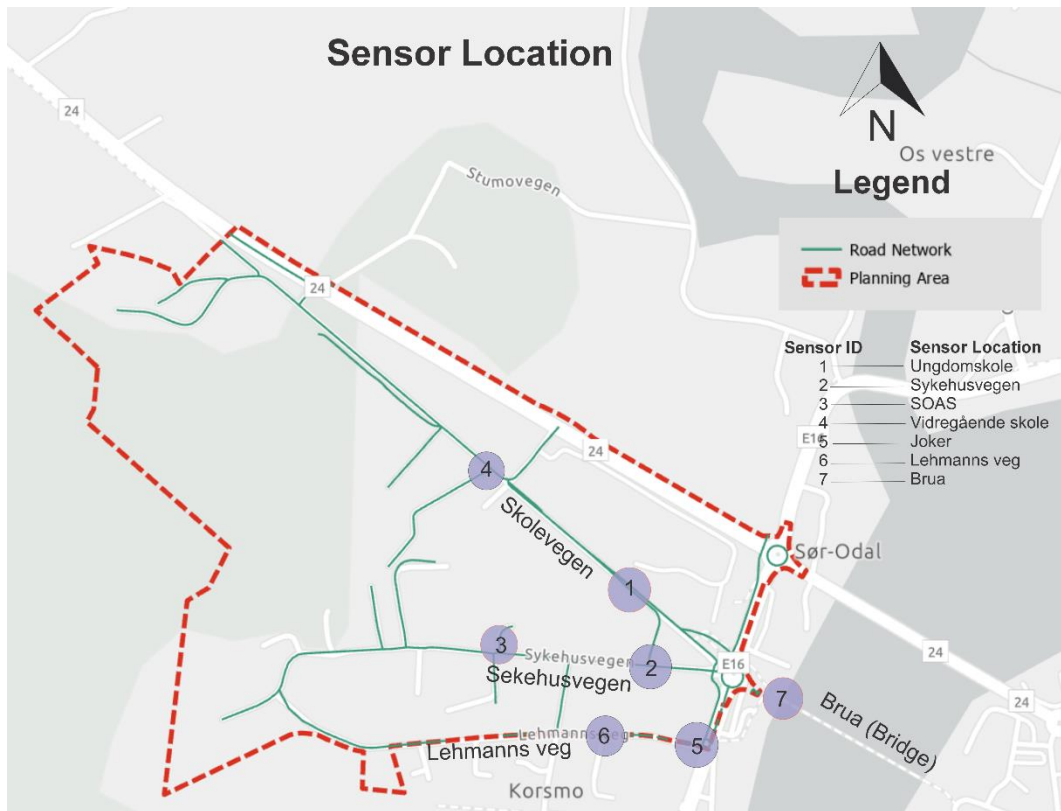 Sensor Location
N
24
Os vestre
Stumovegen
Legend
Road Network
Planning Area
24
Sensor ID Sensor Location
1 Ungdomskole
2 Sykehusvegen
3 SOAS
4 Vidregående skole
5 Joker
6 Lehmanns veg
7 Brua
E16
24
4
Skolevegen
Sør-Odal
1
3
Sykehusvegen
2
E16
24
Sekehusvegen
7
Brua (Bridge)
24
Lehmanns veg
6
5
Lehmanns veg
Korsmo